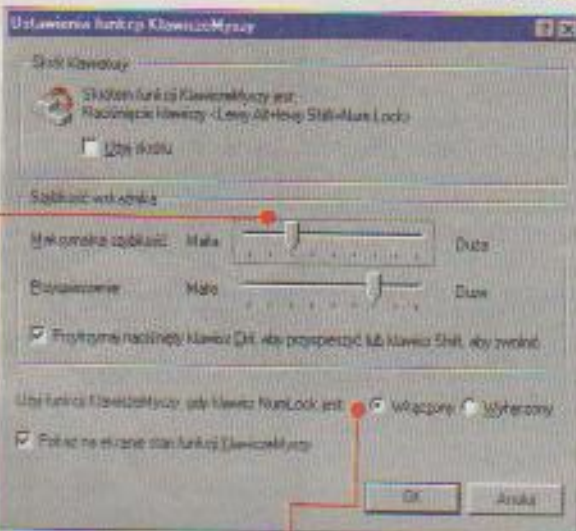 Ustawienia funkcji KlawiszeMyszy
Skrót klawiatury
Skrótem funkcji KlawiszeMyszy jest:
Naciśnięcie klawiszy <Lewy Alt+lewy Shift+Num Lock>
Użyj skrótu
Szybkość wskaźnika
Maksymalna szybkość: Mała Duża
Przyspieszenie: Małe Duże
Przytrzymaj naciśnięty klawisz Ctrl, aby przyspieszyć lub klawisz Shift, aby zwolnić
Użyj funkcji KlawiszeMyszy, gdy klawisz NumLock jest: Włączony Wyłączony
Pokaż na ekranie stan funkcji KlawiszeMyszy
OK Anuluj